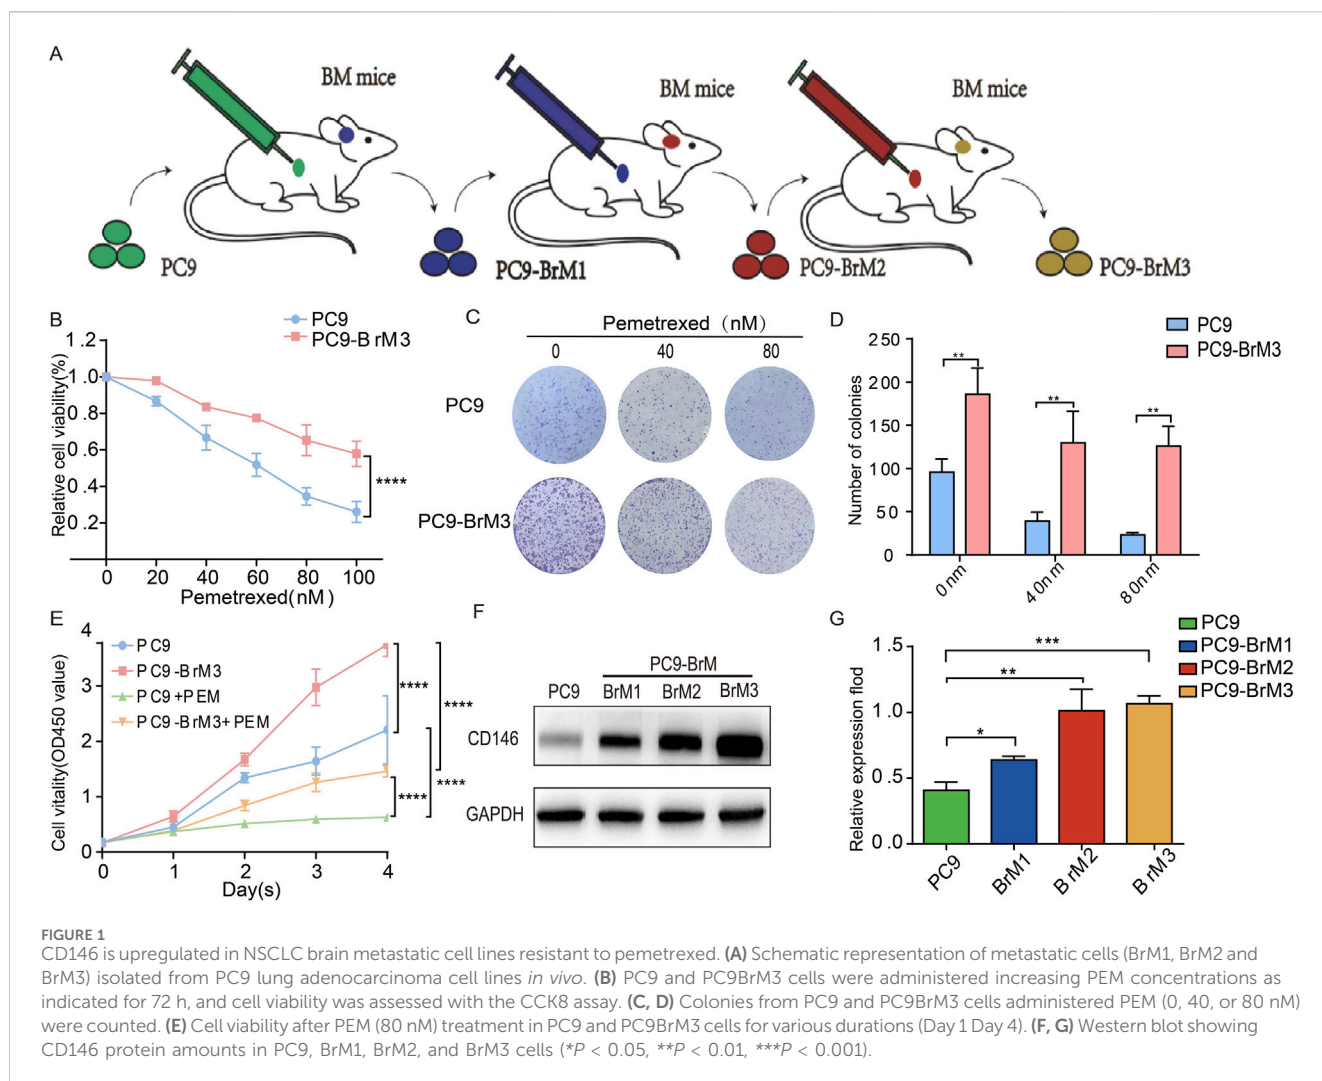 A
BM mice
BM mice
BM mice
PC9
PC9-BrM1
PC9-BrM2
PC9-BrM3
B
PC9
PC9-B rM3
Relative cell viability(%)
1.2
1.0
0.8
0.6
0.4
0.2
0 20 40 60 80 100
Pemetrexed(nM)
****
C
Pemetrexed (nM)
0 40 80
PC9
PC9-BrM3
D
PC9
PC9-BrM3
Number of colonies
250
200
150
100
50
0
** ** **
0nm 40nm 80nm
E
PC9
PC9-BrM3
PC9+PEM
PC9-BrM3+PEM
Cell vitality(OD450 value)
4
3
2
1
0
0 1 2 3 4
Day(s)
****
****
****
****
F
PC9-BrM
PC9 BrM1 BrM2 BrM3
CD146
GAPDH
G
PC9
PC9-BrM1
PC9-BrM2
PC9-BrM3
Relative expression flod
1.5
1.0
0.5
0.0
***
**
*
PC9 BrM1 BrM2 BrM3
FIGURE 1
CD146 is upregulated in NSCLC brain metastatic cell lines resistant to pemetrexed. (A) Schematic representation of metastatic cells (BrM1, BrM2 and
BrM3) isolated from PC9 lung adenocarcinoma cell lines in vivo. (B) PC9 and PC9BrM3 cells were administered increasing PEM concentrations as
indicated for 72 h, and cell viability was assessed with the CCK8 assay. (C, D) Colonies from PC9 and PC9BrM3 cells administered PEM (0, 40, or 80 nM)
were counted. (E) Cell viability after PEM (80 nM) treatment in PC9 and PC9BrM3 cells for various durations (Day 1 Day 4). (F, G) Western blot showing
CD146 protein amounts in PC9, BrM1, BrM2, and BrM3 cells (*P < 0.05, **P < 0.01, ***P < 0.001).